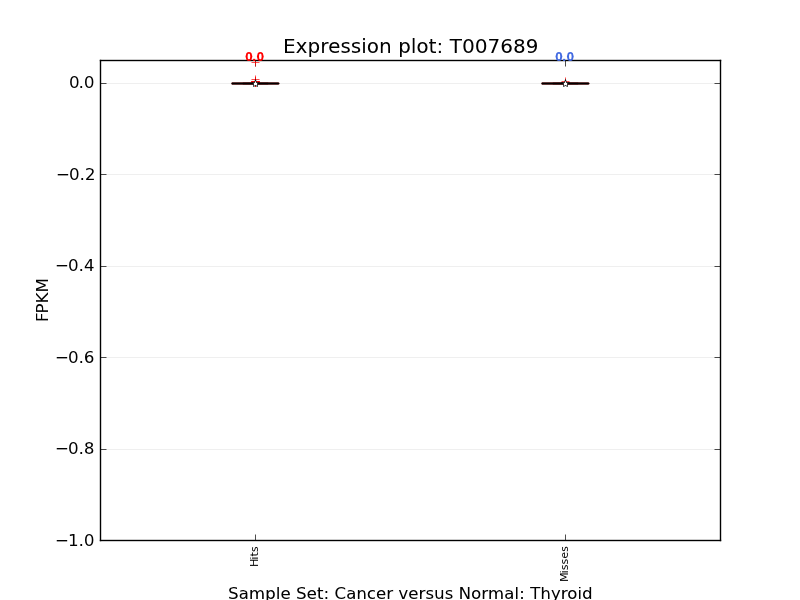 Expression plot: T007689
0.0 0.0
0.0
−0.2
−0.4
−0.6
−0.8
−1.0
FPKM
Hits Misses
Sample Set: Cancer versus Normal: Thyroid